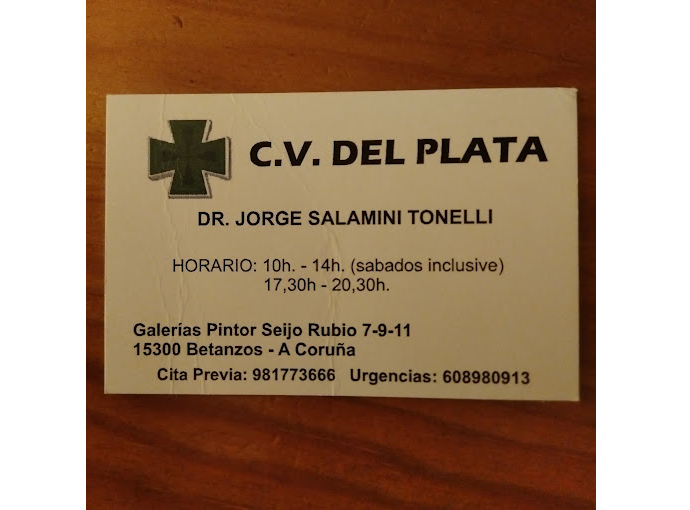 C.V. DEL PLATA
DR. JORGE SALAMINI TONELLI
HORARIO: 10h. - 14h. (sabados inclusive)
17,30h - 20,30h.
Galerías Pintor Seijo Rubio 7-9-11
15300 Betanzos - A Coruña
Cita Previa: 981773666 Urgencias: 608980913